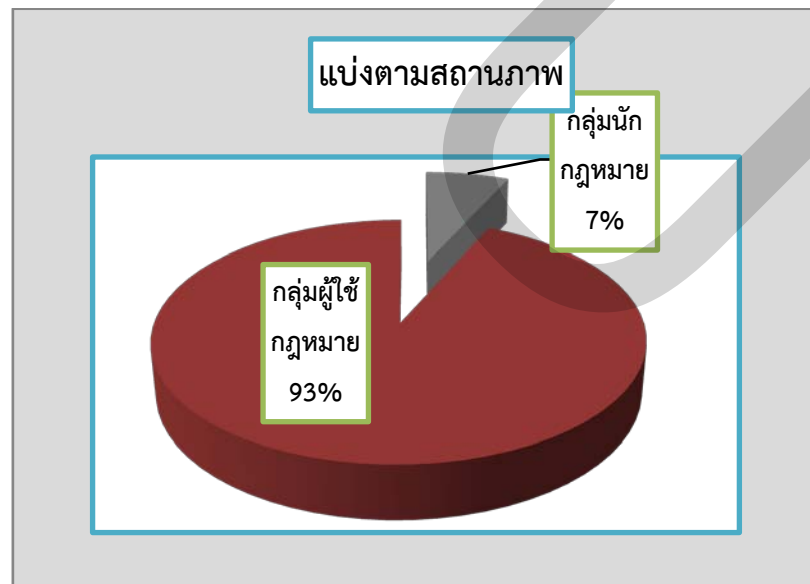 แบ่งตามสถานภาพ
กลุ่มนัก
กฎหมาย
7%
กลุ่มผู้ใช้
กฎหมาย
93%